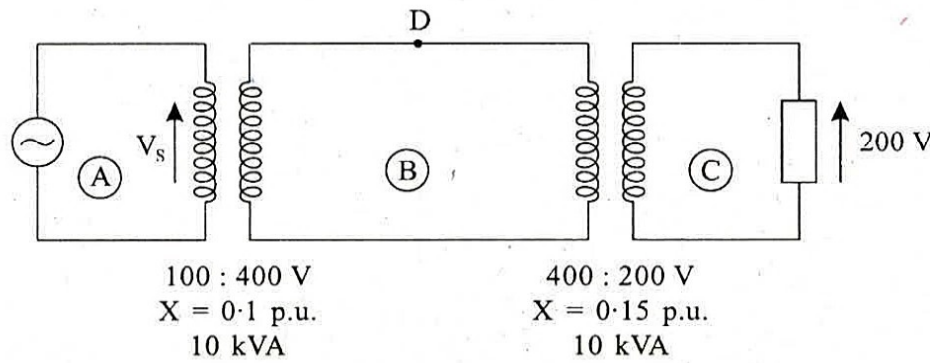 D
V_S
A
B
C
200 V
100 : 400 V
X = 0·1 p.u.
10 kVA
400 : 200 V
X = 0·15 p.u.
10 kVA